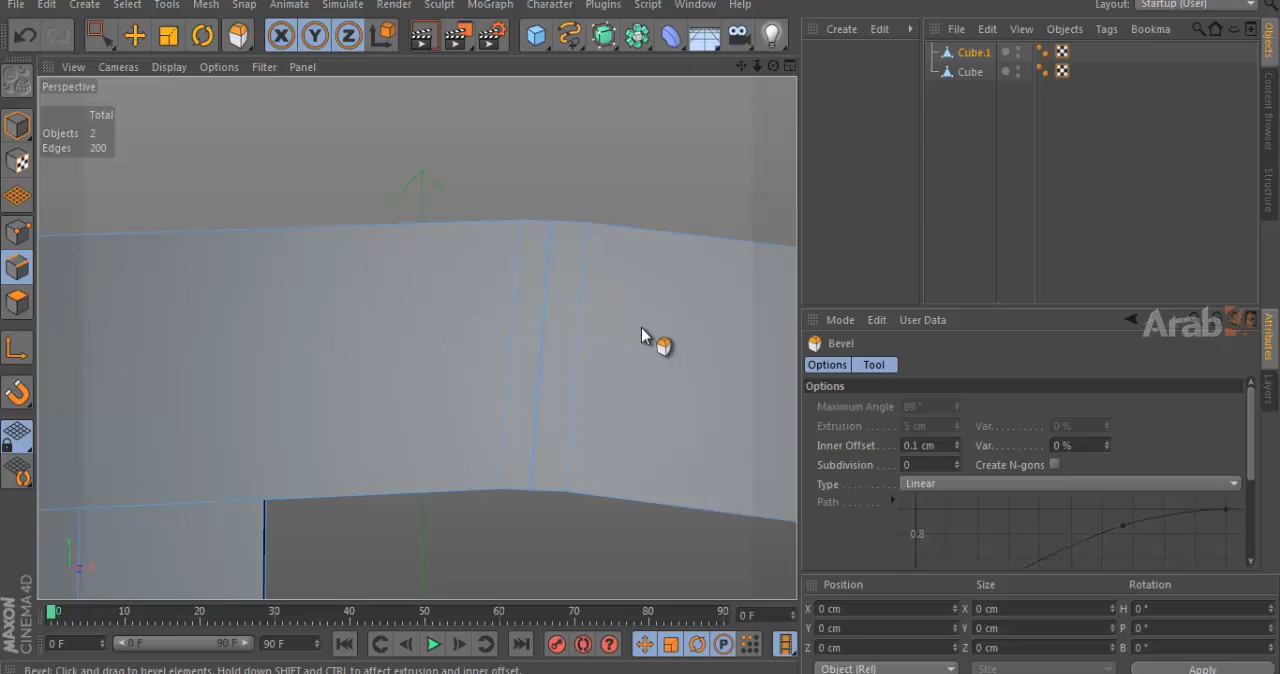 File Edit Create Select Tools Mesh Snap Animate Simulate Render Sculpt MoGraph Character Plugins Script Window Help Layout: Startup (User)
X Y Z
Create Edit File Edit View Objects Tags Bookma
View Cameras Display Options Filter Panel
Cube.1
Cube
Perspective
Total
Objects 2
Edges 200
Objects
Content Browser
Structure
Mode Edit User Data
Arab
Attributes
Layers
Bevel
Options Tool
Options
Maximum Angle 89 °
Extrusion 5 cm Var. 0 %
Inner Offset 0.1 cm Var. 0 %
Subdivision 0 Create N-gons
Type Linear
Path
0.8
Y
Z X
Position Size Rotation
X 0 cm X 0 cm H 0 °
Y 0 cm Y 0 cm P 0 °
Z 0 cm Z 0 cm B 0 °
Object (Rel) Size Apply
0 10 20 30 40 50 60 70 80 90 0 F
0 F 0 F 90 F 90 F
P
MAXON
CINEMA 4D
Bevel: Click and drag to bevel elements. Hold down SHIFT and CTRL to affect extrusion and inner offset.